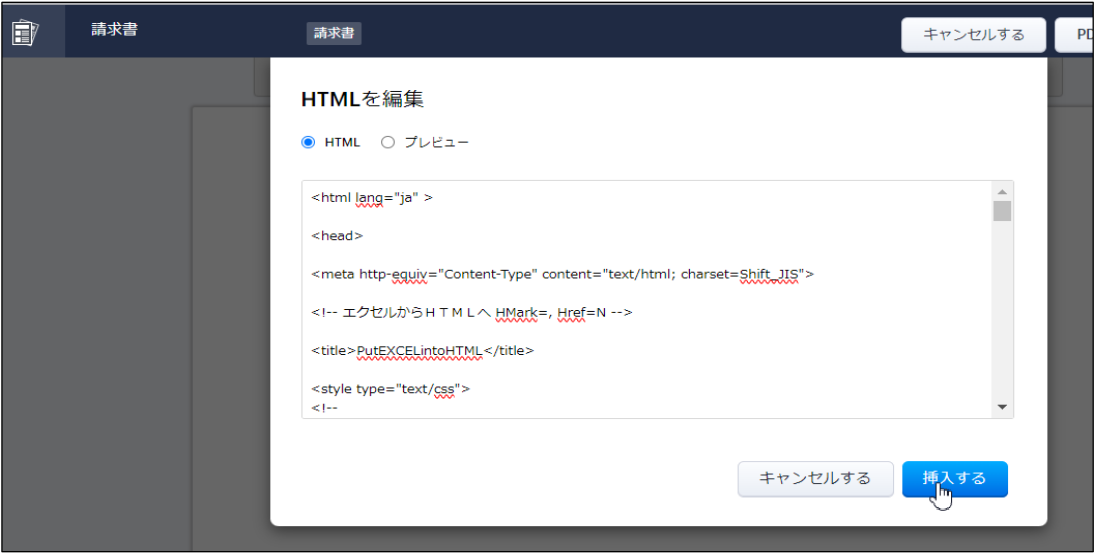 請求書
請求書
キャンセルする
PD
HTMLを編集
HTML
プレビュー
<html lang="ja" >
<head>
<meta http-equiv="Content-Type" content="text/html; charset=Shift_JIS">
<!-- エクセルからＨＴＭＬへ HMark=, Href=N -->
<title>PutEXCELintoHTML</title>
<style type="text/css">
<!--
キャンセルする
挿入する